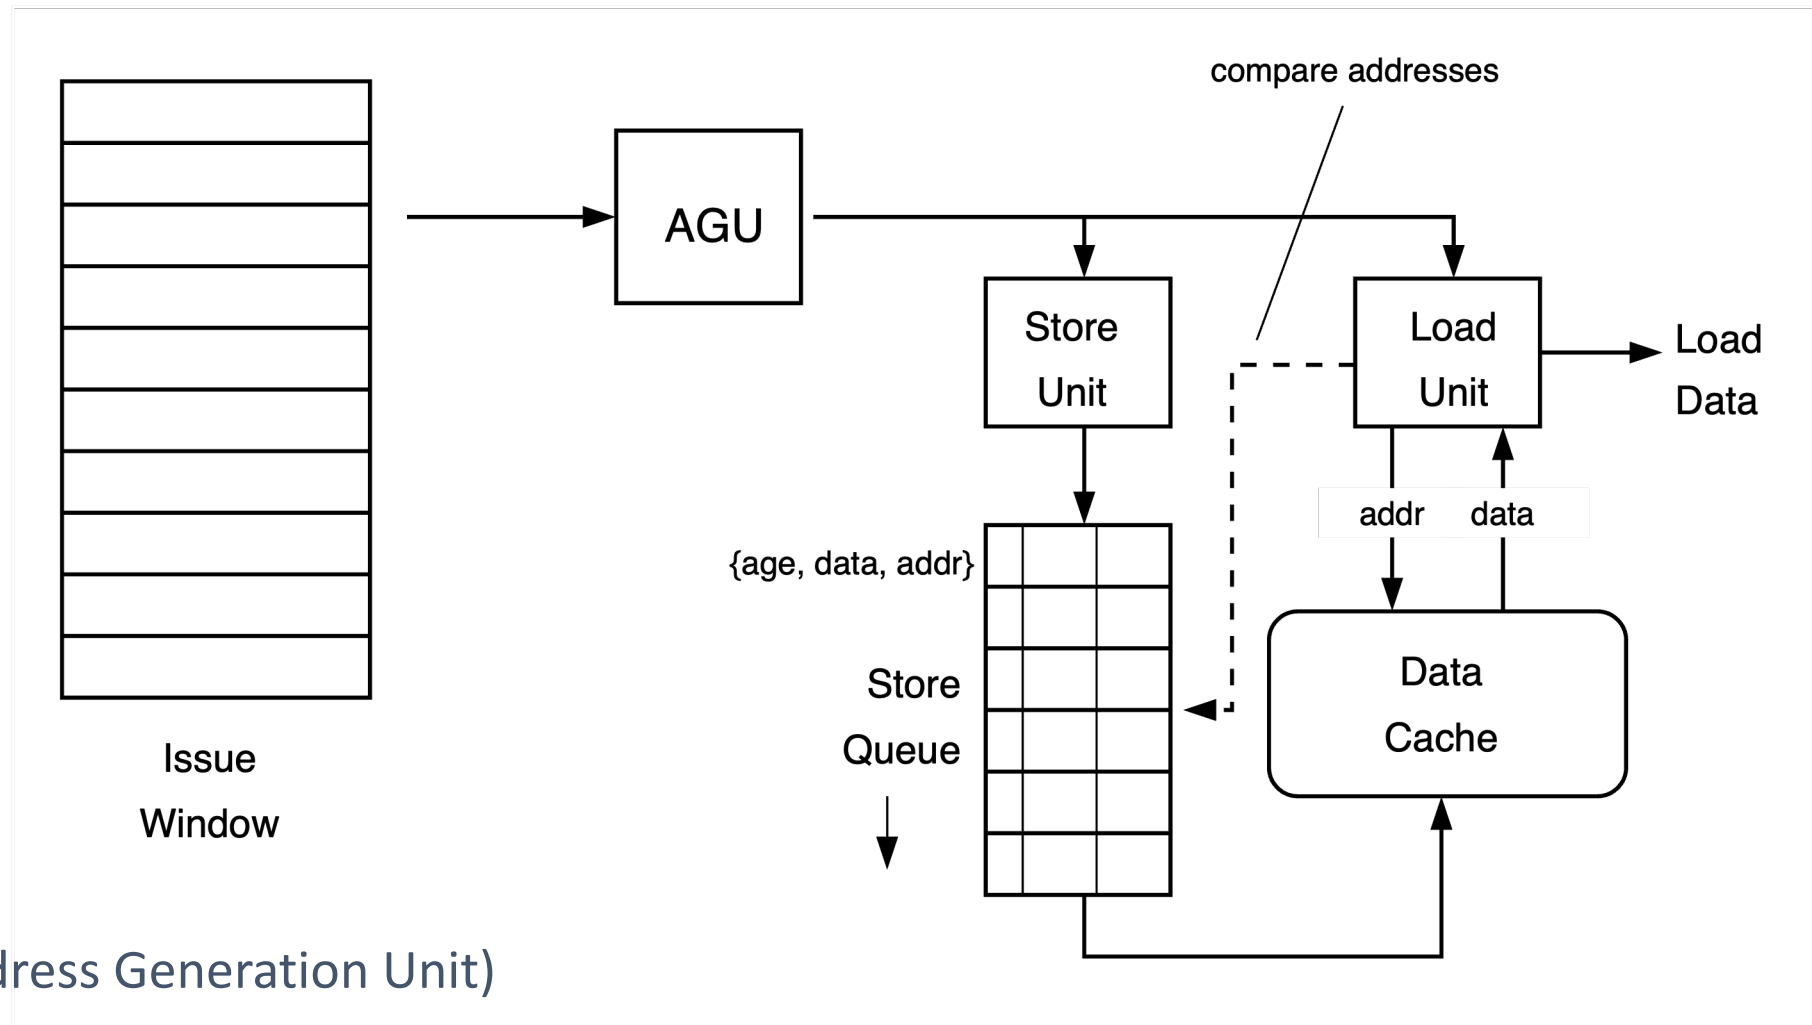 compare addresses
AGU
Store
Unit
Load
Unit
Load
Data
addr data
{age, data, addr}
Store
Queue
Data
Cache
Issue
Window
dress Generation Unit)